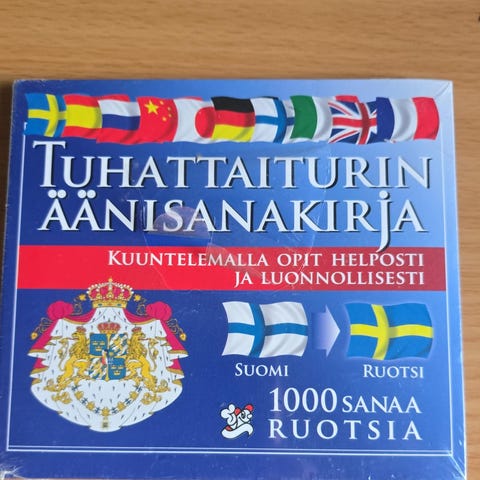 TUHATTAITURIN
ÄÄNISANAKIRJA
KUUNTELEMALLA OPIT HELPOSTI
JA LUONNOLLISESTI
SUOMI
RUOTSI
1000 SANAA
RUOTSIA